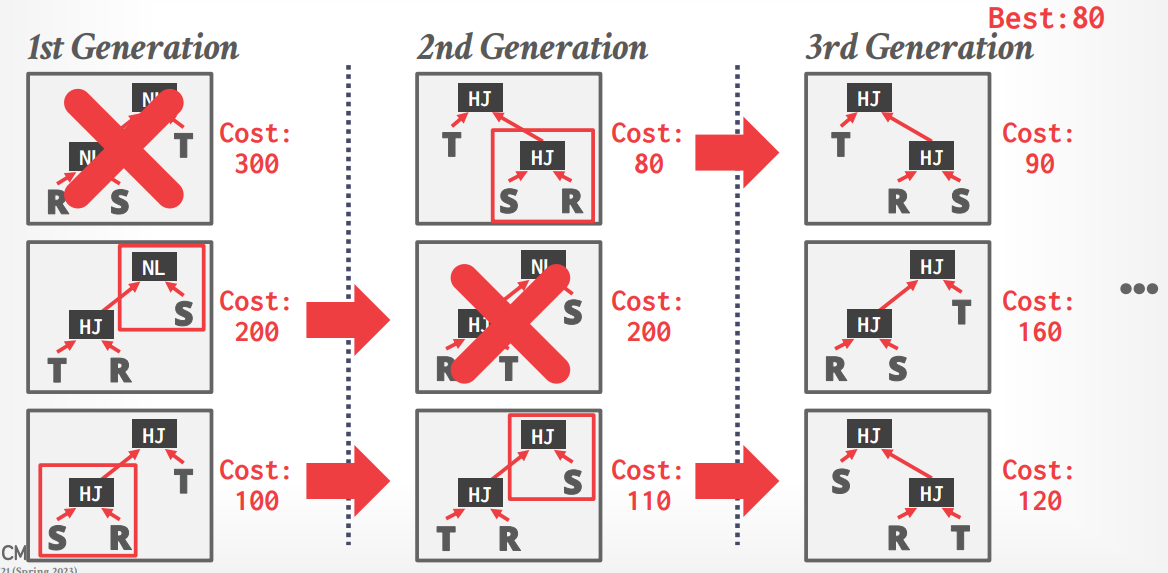 Best:80
1st Generation
2nd Generation
3rd Generation
NL
T
NL
R S
Cost:
300
HJ
T
HJ
S R
Cost:
80
HJ
T
HJ
R S
Cost:
90
NL
S
HJ
T R
Cost:
200
NL
S
HJ
R T
Cost:
200
HJ
T
HJ
R S
Cost:
160
•••
HJ
T
HJ
S R
Cost:
100
HJ
S
HJ
T R
Cost:
110
HJ
S
HJ
R T
Cost:
120
CM
21 (Spring 2023)